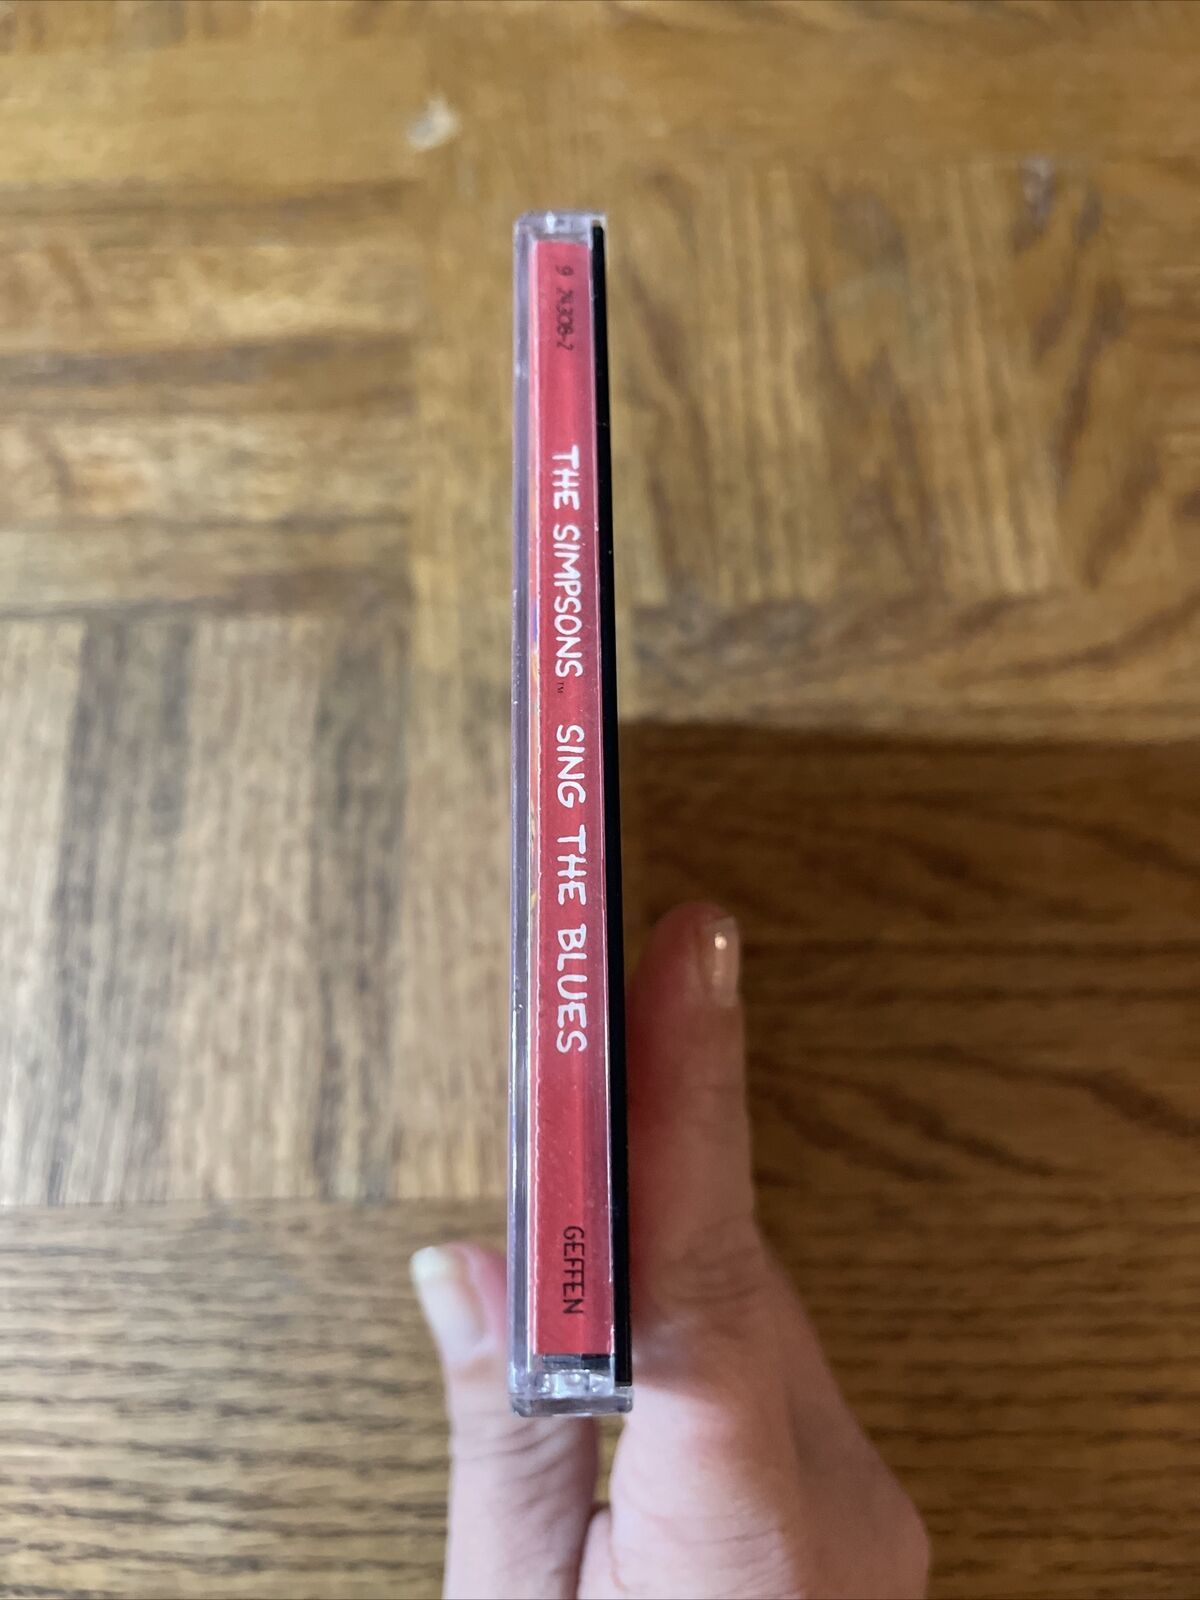 9 24308-2
THE SIMPSONS™ SING THE BLUES
GEFFEN